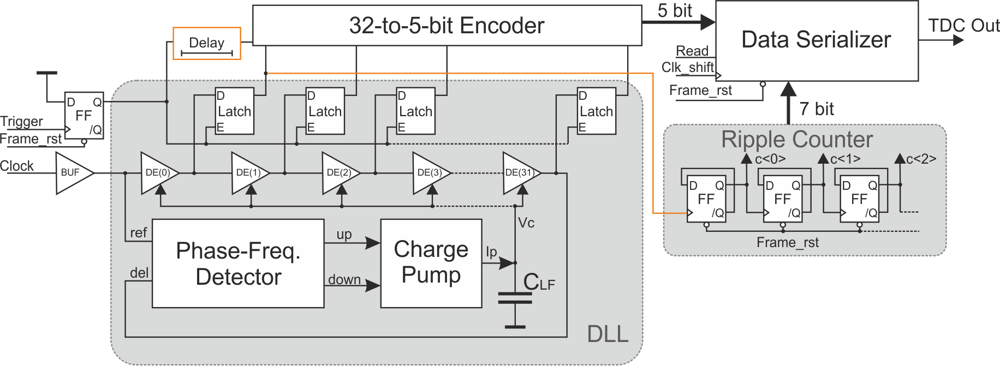 32-to-5-bit Encoder
5 bit
Data Serializer
TDC Out
Delay
Read
Clk_shift
Frame_rst
7 bit
D Q
FF
/Q
Trigger
Frame_rst
Clock
BUF
D
Latch
E
D
Latch
E
D
Latch
E
D
Latch
E
DE(0)
DE(1)
DE(2)
DE(3)
DE(31)
ref
del
Phase-Freq.
Detector
up
down
Charge
Pump
Ip
Vc
CLF
DLL
Ripple Counter
c<0>
c<1>
c<2>
D Q
FF
/Q
D Q
FF
/Q
D Q
FF
/Q
Frame_rst